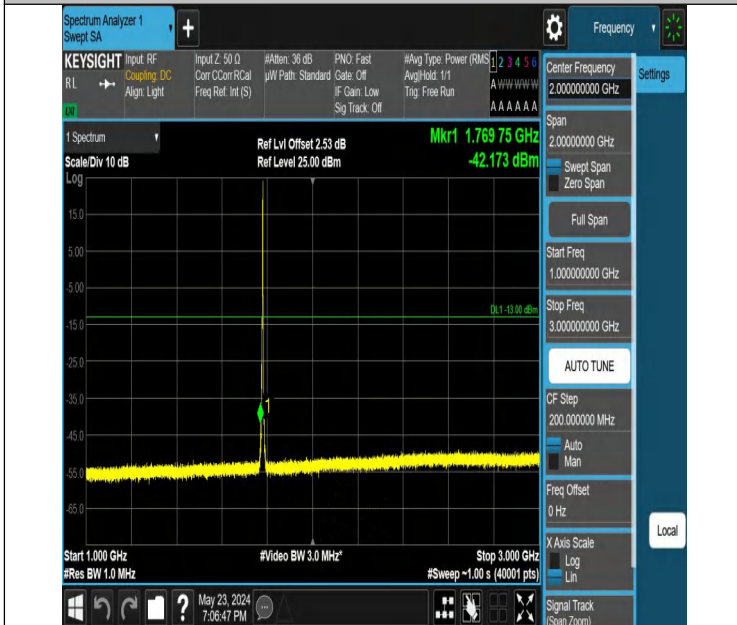 Spectrum Analyzer 1
Swept SA
+
Frequency
KEYSIGHT
RL
Input: RF
Coupling: DC
Align: Light
Input Z: 50 Ω
Corr CCorr RCal
Freq Ref: Int (S)
#Atten: 36 dB
µW Path: Standard
PNO: Fast
Gate: Off
IF Gain: Low
Sig Track: Off
#Avg Type: Power (RMS
Avg|Hold: 1/1
Trig: Free Run
1 2 3 4 5 6
A W W W W W
A A A A A A
1 Spectrum
Scale/Div 10 dB
Log
Ref Lvl Offset 2.53 dB
Ref Level 25.00 dBm
Mkr1 1.769 75 GHz
-42.173 dBm
15.0
5.00
-5.00
DL1 -13.00 dBm
-15.0
-25.0
-35.0
1
-45.0
-55.0
-65.0
Start 1.000 GHz
#Res BW 1.0 MHz
#Video BW 3.0 MHz*
Stop 3.000 GHz
#Sweep ~1.00 s (40001 pts)
?
May 23, 2024
7:06:47 PM
Center Frequency
2.000000000 GHz
Settings
Span
2.00000000 GHz
Swept Span
Zero Span
Full Span
Start Freq
1.000000000 GHz
Stop Freq
3.000000000 GHz
AUTO TUNE
CF Step
200.000000 MHz
Auto
Man
Freq Offset
0 Hz
X Axis Scale
Log
Lin
Local
Signal Track
(Span Zoom)